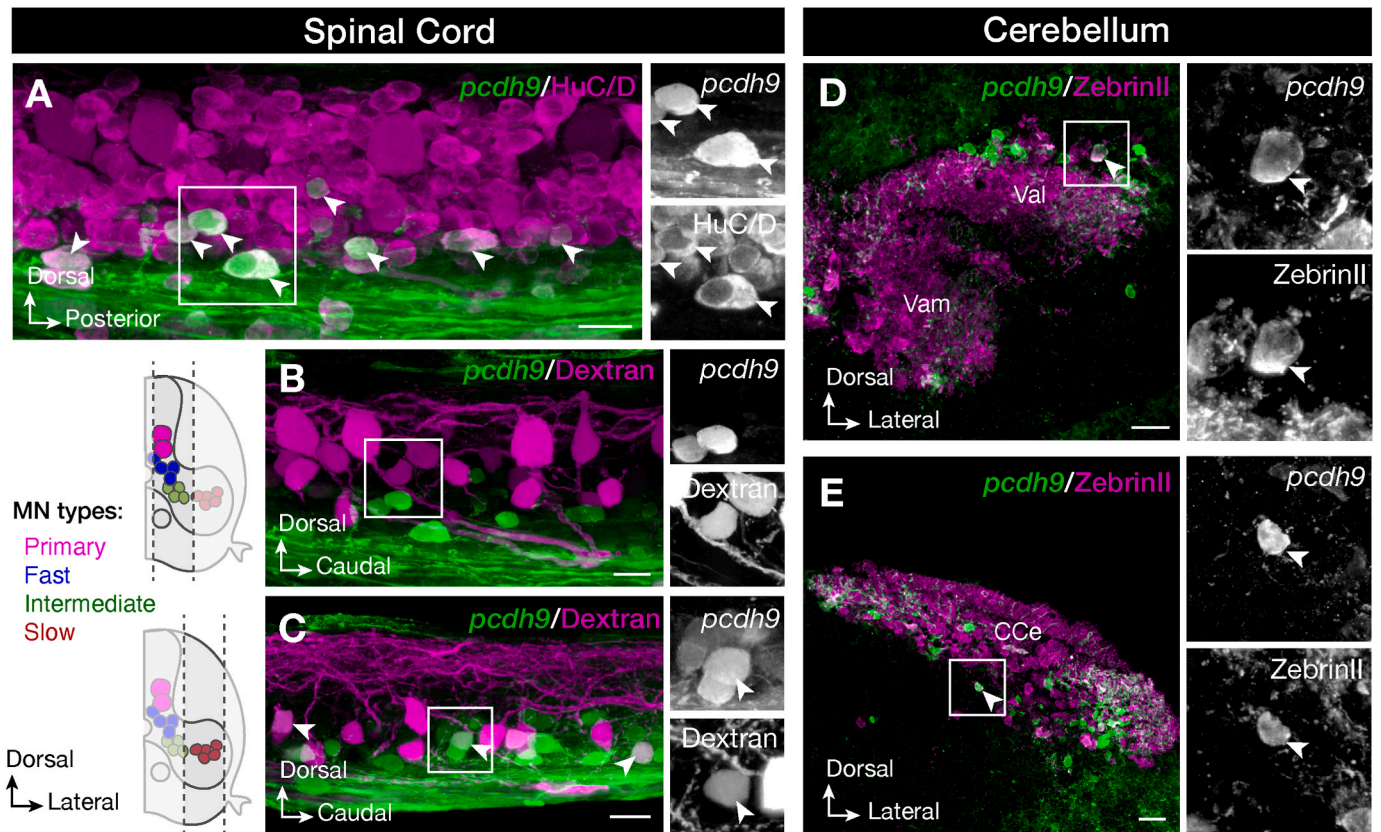 Spinal Cord
A
pcdh9/HuC/D
Dorsal
Posterior
pcdh9
HuC/D
MN types:
Primary
Fast
Intermediate
Slow
Dorsal
Lateral
B
pcdh9/Dextran
Dorsal
Caudal
pcdh9
Dextran
C
pcdh9/Dextran
Dorsal
Caudal
pcdh9
Dextran
Cerebellum
D
pcdh9/ZebrinII
Val
Vam
Dorsal
Lateral
pcdh9
ZebrinII
E
pcdh9/ZebrinII
CCe
Dorsal
Lateral
pcdh9
ZebrinII